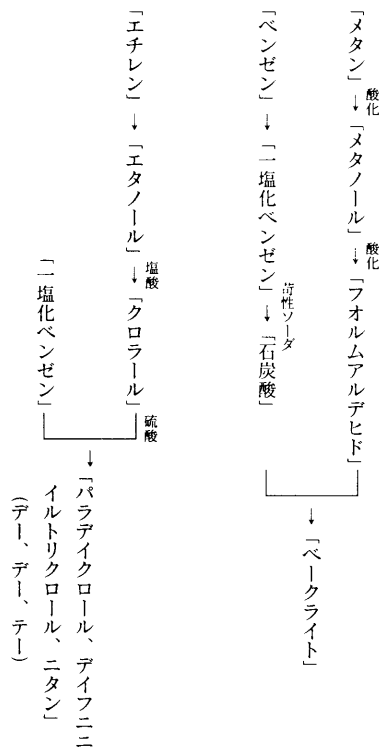 「メタン」→「メタノール」→「フオルムアルデヒド」
酸化
酸化
「ベンゼン」→「一塩化ベンゼン」→「石炭酸」
苛性ソーダ
→「ベークライト」
「エチレン」→「エタノール」→「クロラール」
塩酸
「一塩化ベンゼン」
硫酸
→「パラデイクロール、デイフニニ
イルトリクロール、ニタン」
(デー、デー、テー)